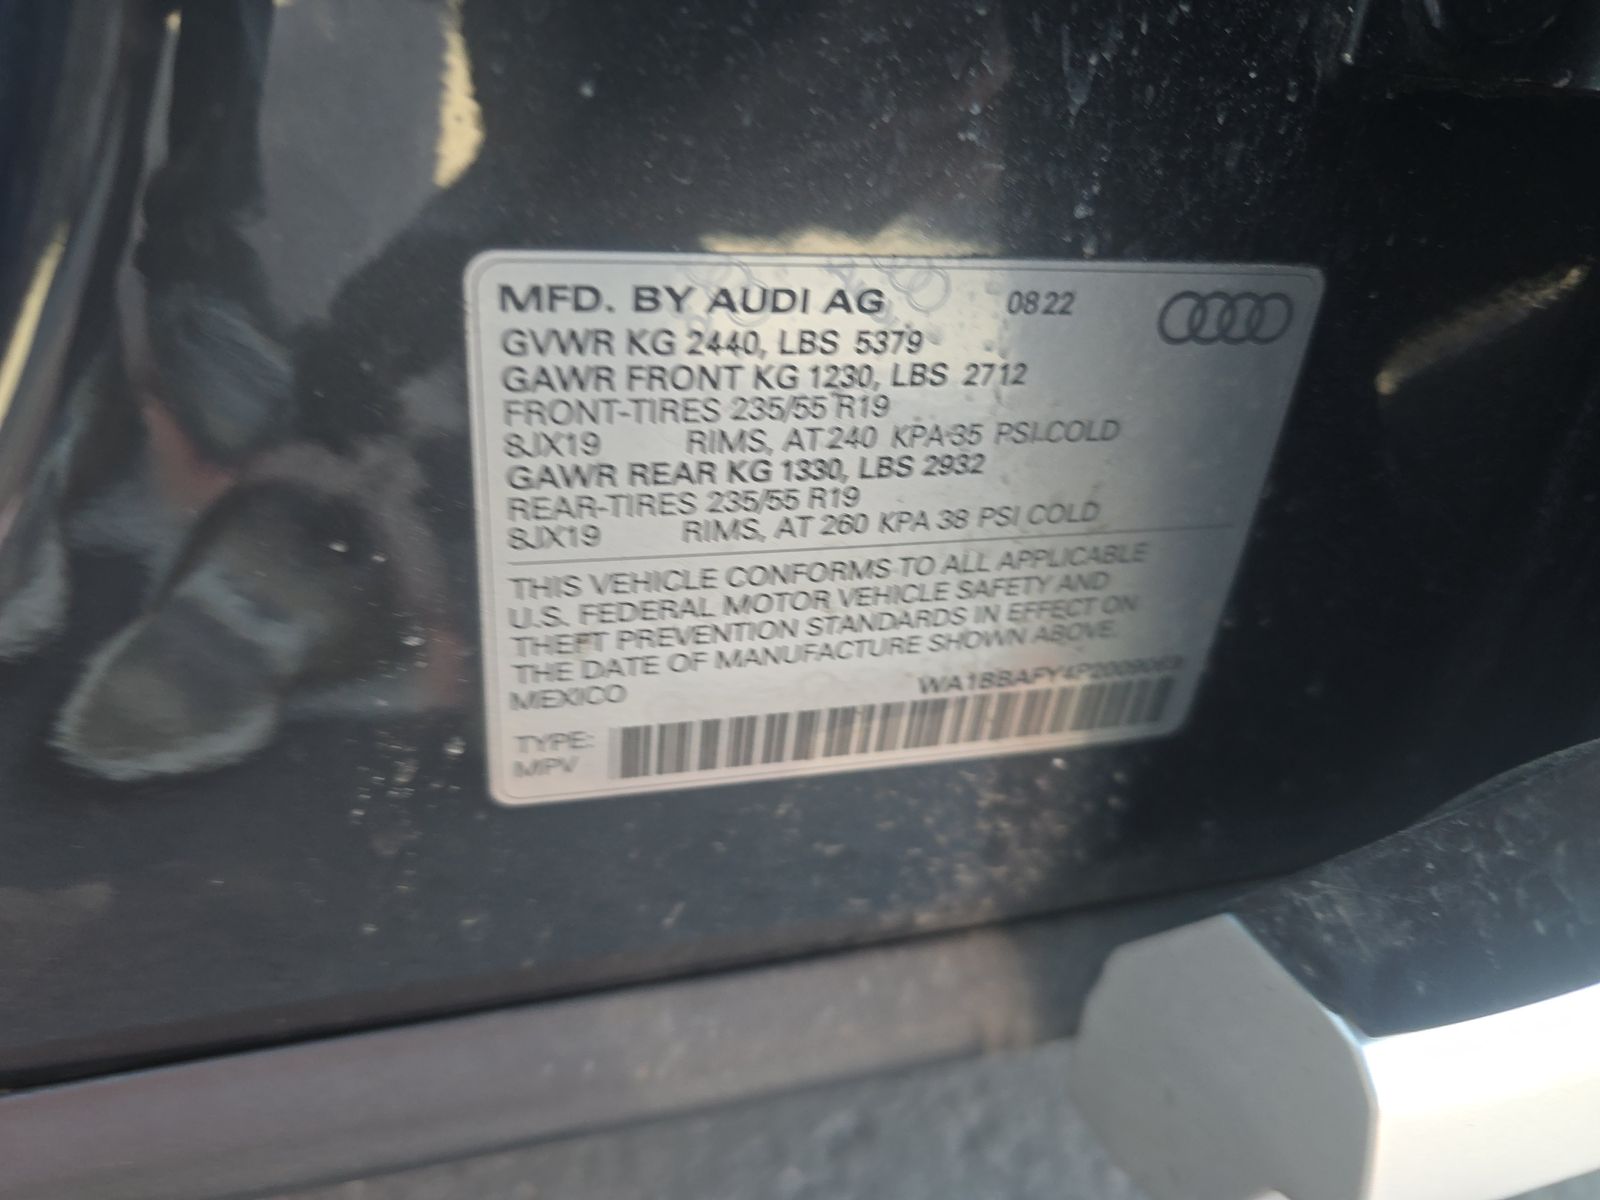 MFD. BY AUDI AG 08 22
GVWR KG 2440, LBS 5379
GAWR FRONT KG 1230, LBS 2712
FRONT-TIRES 235/55 R19
8JX19 RIMS, AT 240 KPA 35 PSI COLD
GAWR REAR KG 1330, LBS 2932
REAR-TIRES 235/55 R19
8JX19 RIMS, AT 260 KPA 38 PSI COLD
THIS VEHICLE CONFORMS TO ALL APPLICABLE
U.S. FEDERAL MOTOR VEHICLE SAFETY AND
THEFT PREVENTION STANDARDS IN EFFECT ON
THE DATE OF MANUFACTURE SHOWN ABOVE.
MEXICO
TYPE:
MPV